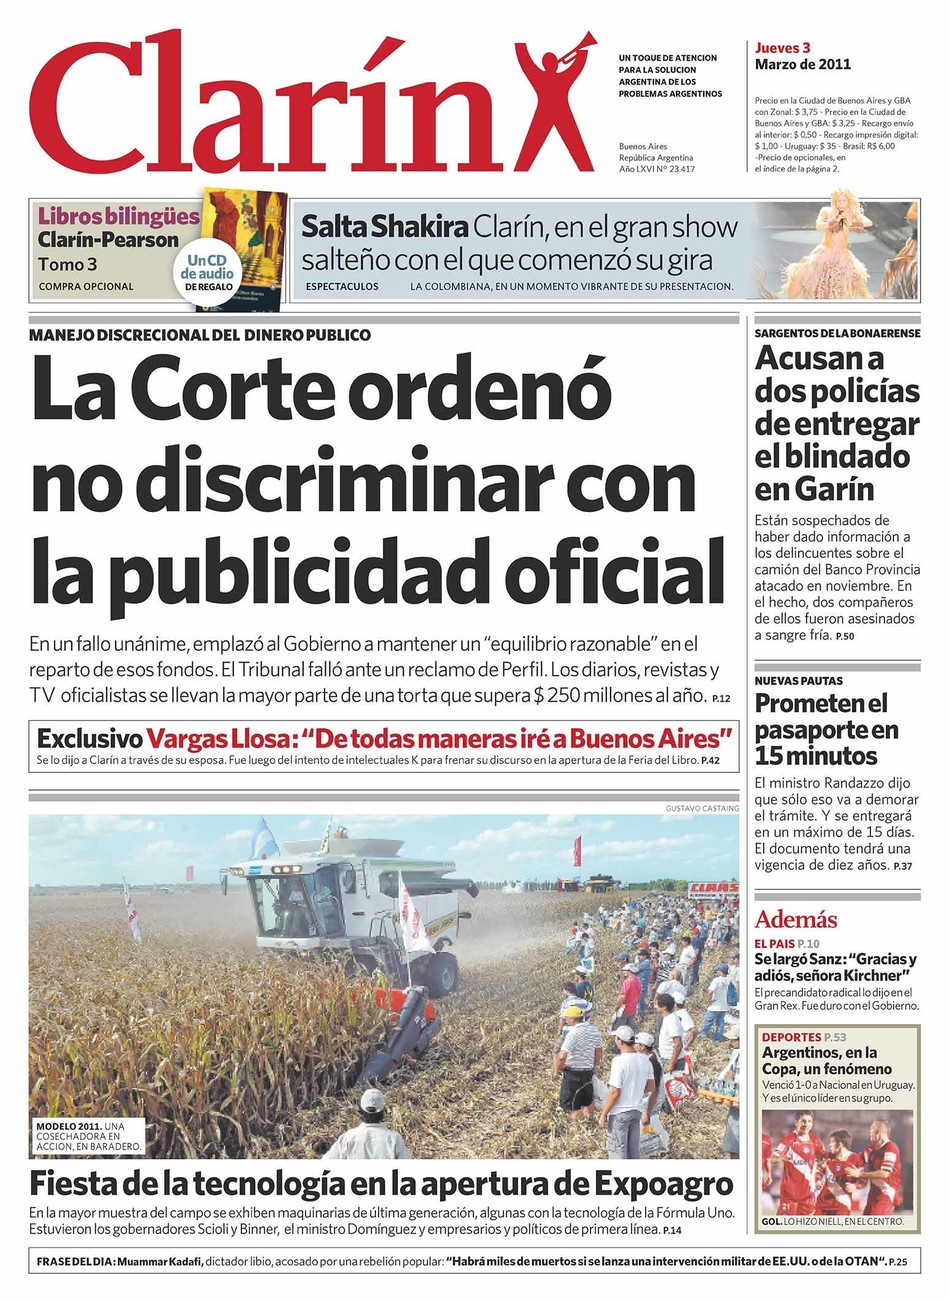 Clarín
UN TOQUE DE ATENCION
PARA LA SOLUCION
ARGENTINA DE LOS
PROBLEMAS ARGENTINOS
Buenos Aires
República Argentina
Año LXVI Nº 23.417
Jueves 3
Marzo de 2011
Precio en la Ciudad de Buenos Aires y GBA
con Zonal: $ 3,75 - Precio en la Ciudad de
Buenos Aires y GBA: $ 3,25 - Recargo envío
al interior: $ 0,50 - Recargo impresión digital:
$ 1,00 - Uruguay: $ 35 - Brasil: R$ 6,00
-Precio de opcionales, en
el índice de la página 2.
Libros bilingües
Clarín-Pearson
Tomo 3
COMPRA OPCIONAL
Un CD
de audio
DE REGALO
Salta Shakira Clarín, en el gran show
salteño con el que comenzó su gira
ESPECTACULOS LA COLOMBIANA, EN UN MOMENTO VIBRANTE DE SU PRESENTACION.
MANEJO DISCRECIONAL DEL DINERO PUBLICO
La Corte ordenó
no discriminar con
la publicidad oficial
En un fallo unánime, emplazó al Gobierno a mantener un “equilibrio razonable” en el
reparto de esos fondos. El Tribunal falló ante un reclamo de Perfil. Los diarios, revistas y
TV oficialistas se llevan la mayor parte de una torta que supera $ 250 millones al año. P.12
Exclusivo Vargas Llosa: “De todas maneras iré a Buenos Aires”
Se lo dijo a Clarín a través de su esposa. Fue luego del intento de intelectuales K para frenar su discurso en la apertura de la Feria del Libro. P.42
GUSTAVO CASTAING
CLAAS
MODELO 2011. UNA
COSECHADORA EN
ACCION, EN BARADERO.
Fiesta de la tecnología en la apertura de Expoagro
En la mayor muestra del campo se exhiben maquinarias de última generación, algunas con la tecnología de la Fórmula Uno.
Estuvieron los gobernadores Scioli y Binner, el ministro Domínguez y empresarios y políticos de primera línea. P.14
SARGENTOS DE LA BONAERENSE
Acusan a
dos policías
de entregar
el blindado
en Garín
Están sospechados de
haber dado información a
los delincuentes sobre el
camión del Banco Provincia
atacado en noviembre. En
el hecho, dos compañeros
de ellos fueron asesinados
a sangre fría. P.50
NUEVAS PAUTAS
Prometen el
pasaporte en
15 minutos
El ministro Randazzo dijo
que sólo eso va a demorar
el trámite. Y se entregará
en un máximo de 15 días.
El documento tendrá una
vigencia de diez años. P.37
Además
EL PAIS P.10
Se largó Sanz: “Gracias y
adiós, señora Kirchner”
El precandidato radical lo dijo en el
Gran Rex. Fue duro con el Gobierno.
DEPORTES P.53
Argentinos, en la
Copa, un fenómeno
Venció 1-0 a Nacional en Uruguay.
Y es el único líder en su grupo.
GOL. LO HIZO NIELL, EN EL CENTRO.
FRASE DEL DIA: Muammar Kadafi, dictador libio, acosado por una rebelión popular: “Habrá miles de muertos si se lanza una intervención militar de EE.UU. o de la OTAN“. P.25